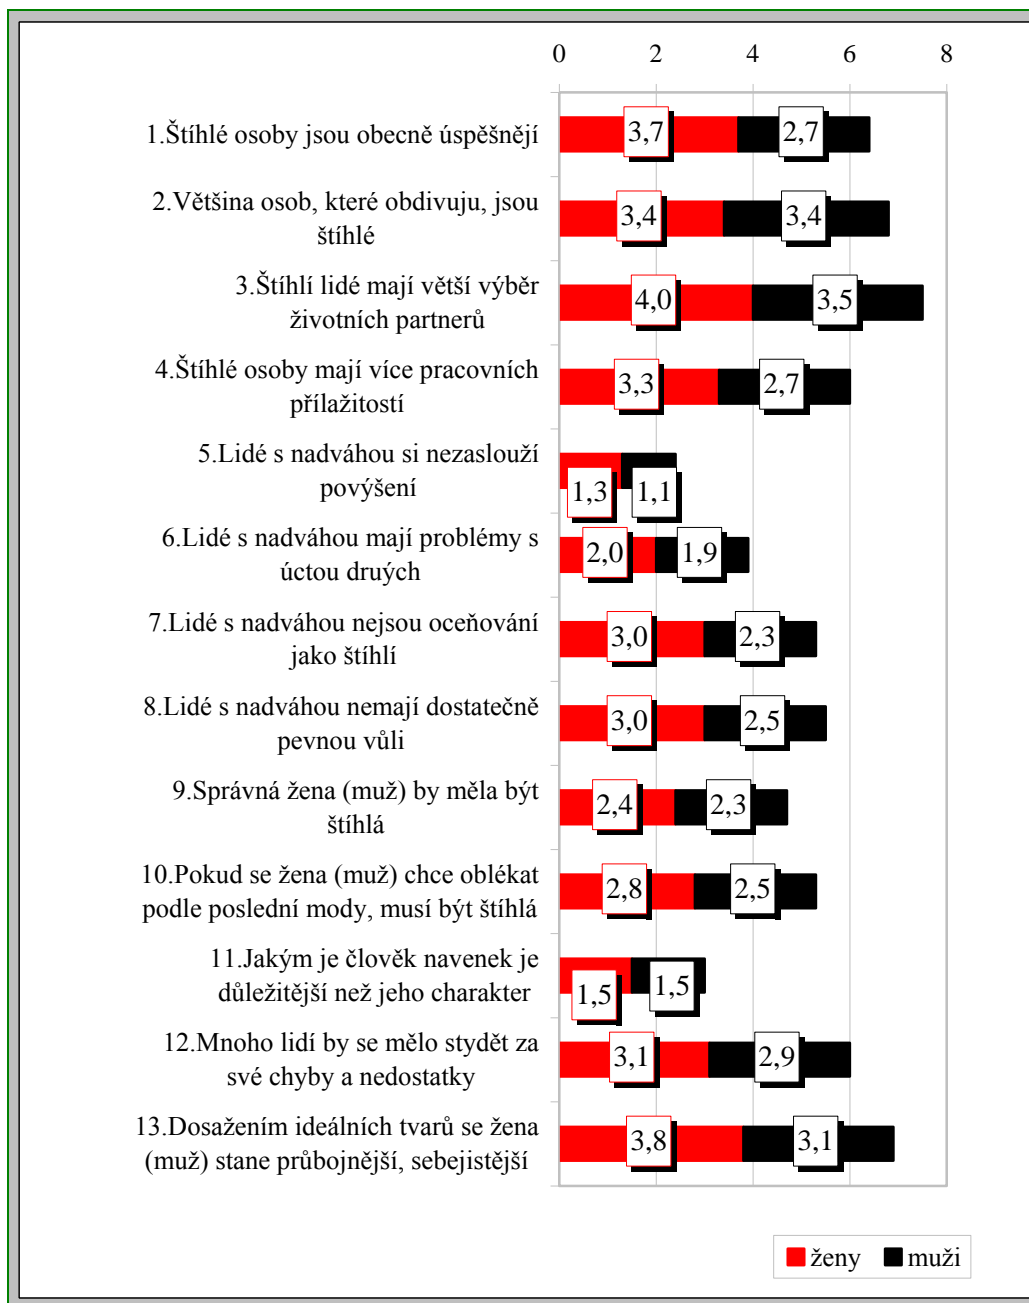 0 2 4 6 8
1.Štíhlé osoby jsou obecně úspěšnějí
3,7 2,7
2.Většina osob, které obdivuju, jsou
štíhlé
3,4 3,4
3.Štíhlí lidé mají větší výběr
životních partnerů
4,0 3,5
4.Štíhlé osoby mají více pracovních
přílažitostí
3,3 2,7
5.Lidé s nadváhou si nezaslouží
povýšení
1,3 1,1
6.Lidé s nadváhou mají problémy s
úctou druých
2,0 1,9
7.Lidé s nadváhou nejsou oceňování
jako štíhlí
3,0 2,3
8.Lidé s nadváhou nemají dostatečně
pevnou vůli
3,0 2,5
9.Správná žena (muž) by měla být
štíhlá
2,4 2,3
10.Pokud se žena (muž) chce oblékat
podle poslední mody, musí být štíhlá
2,8 2,5
11.Jakým je člověk navenek je
důležitější než jeho charakter
1,5 1,5
12.Mnoho lidí by se mělo stydět za
své chyby a nedostatky
3,1 2,9
13.Dosažením ideálních tvarů se žena
(muž) stane průbojnější, sebejistější
3,8 3,1
ženy muži